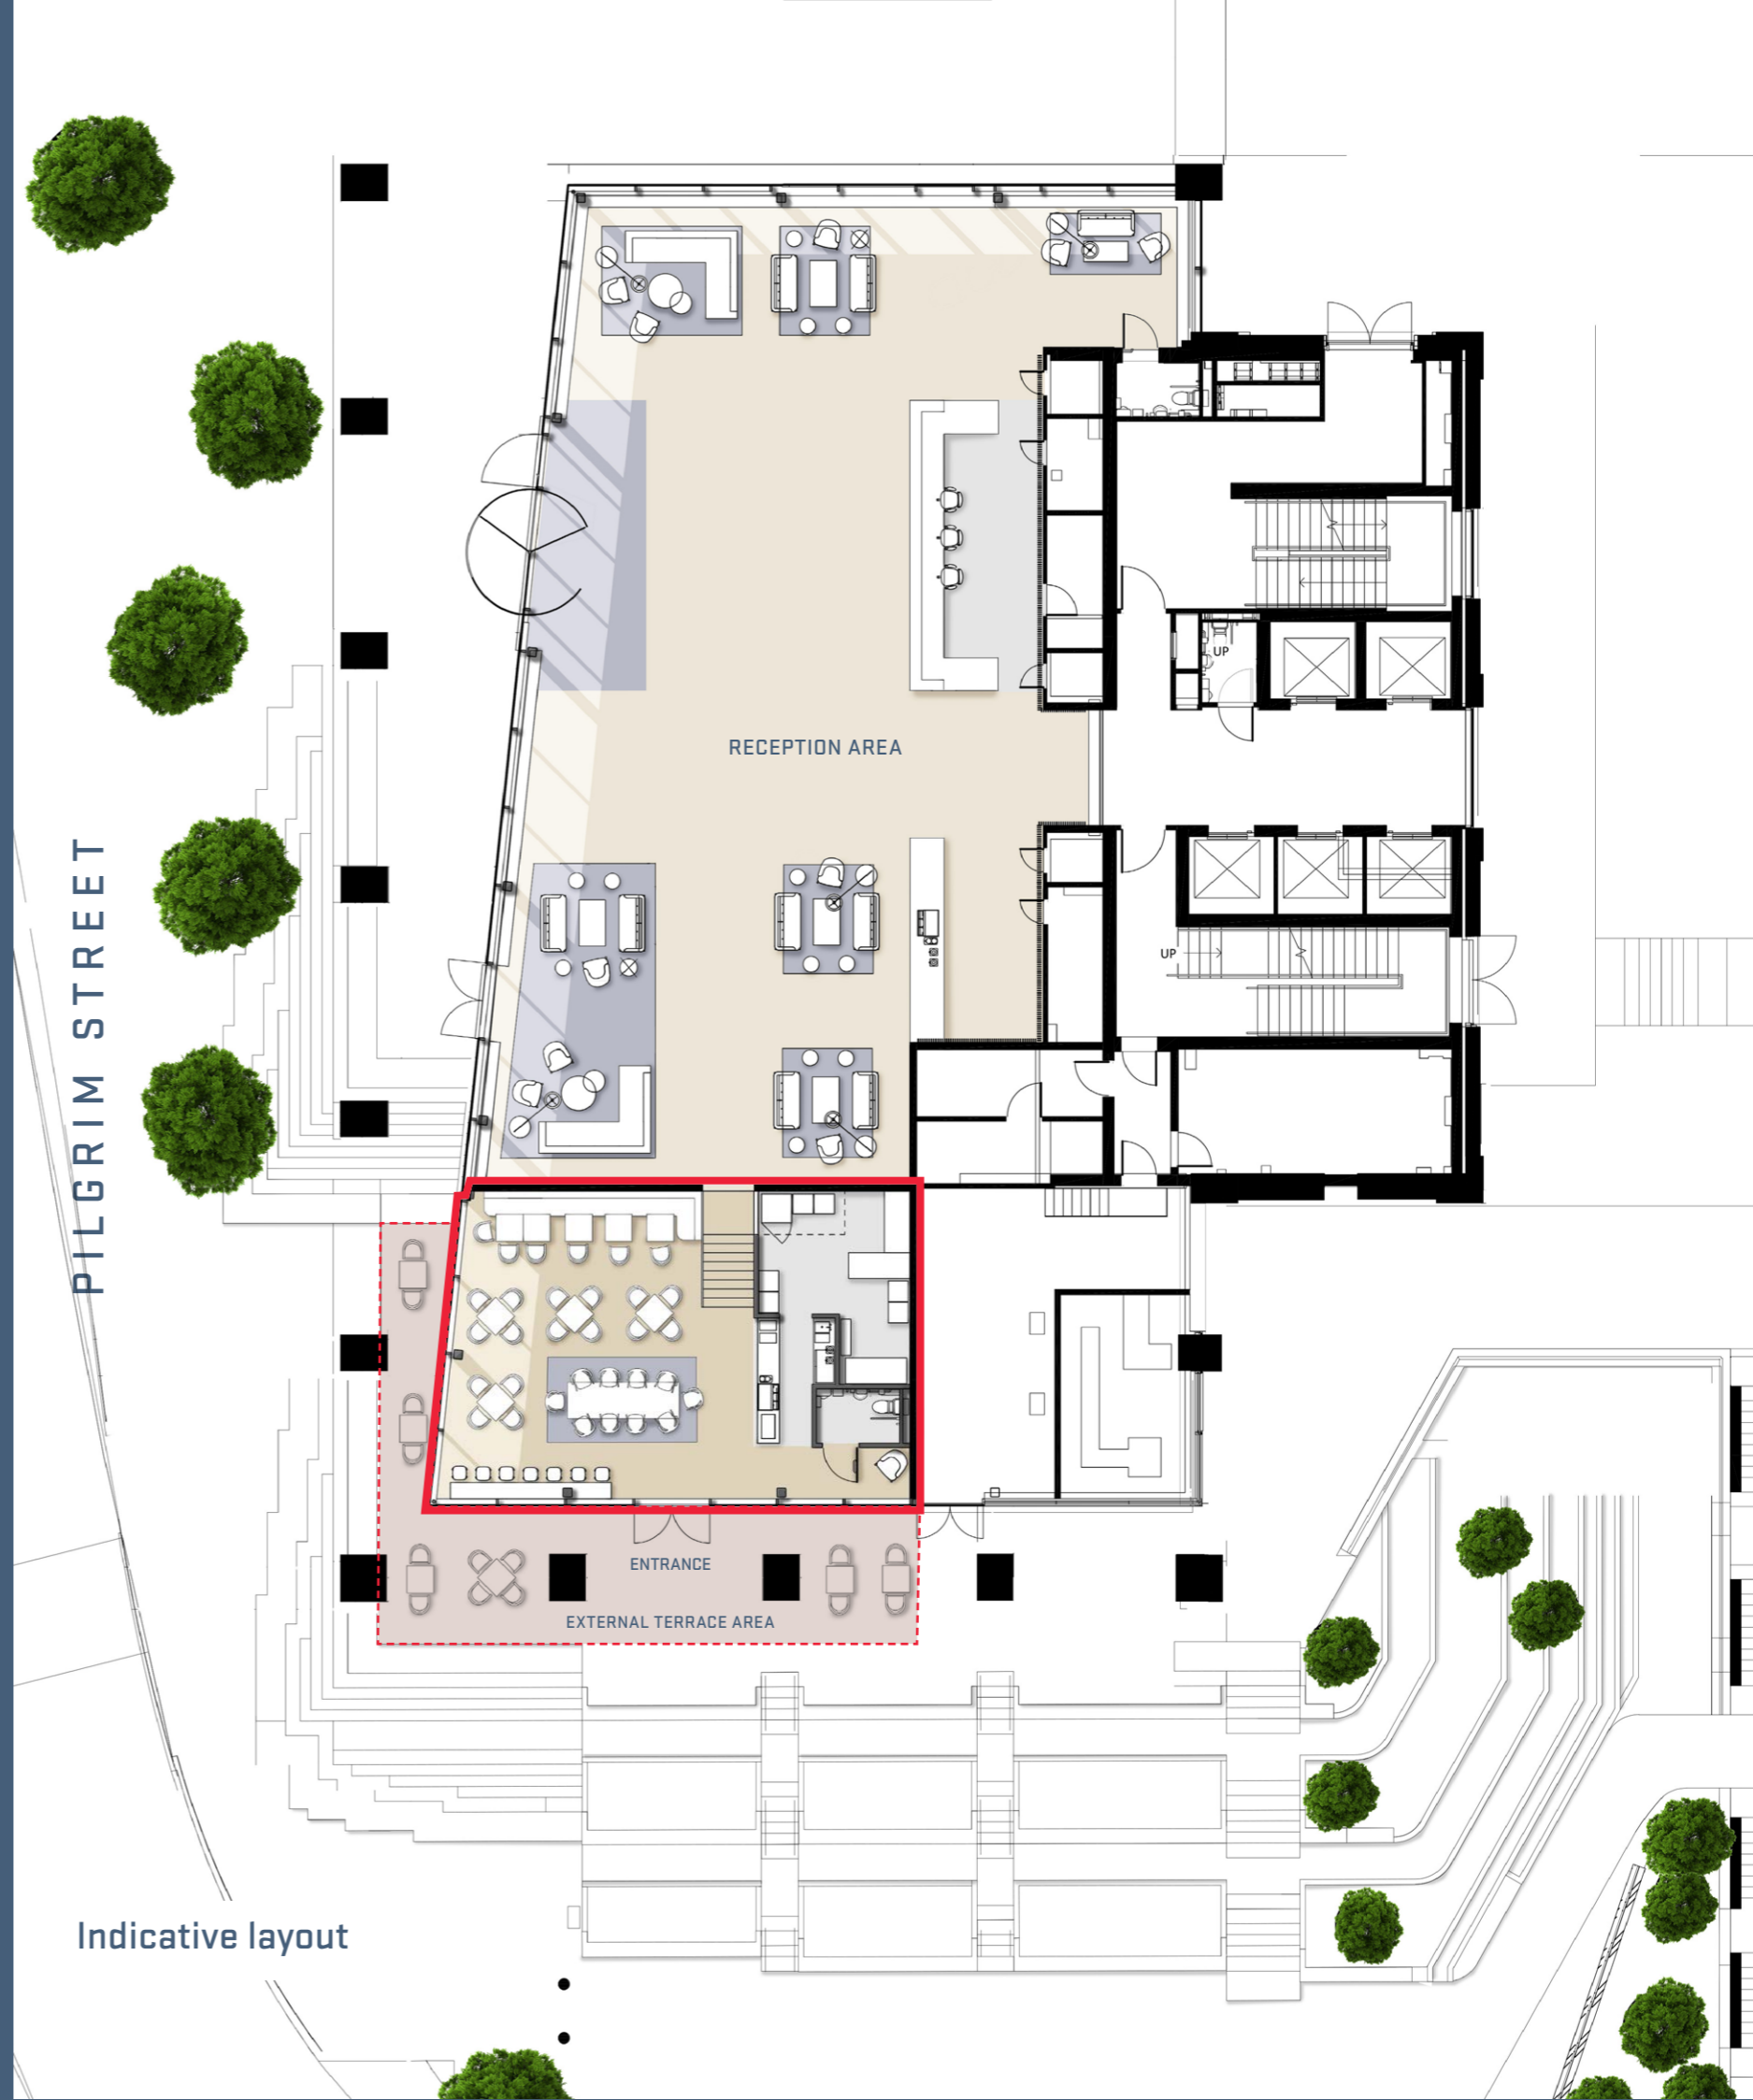 UP
RECEPTION AREA
PILGRIM STREET
UP
ENTRANCE
EXTERNAL TERRACE AREA
Indicative layout